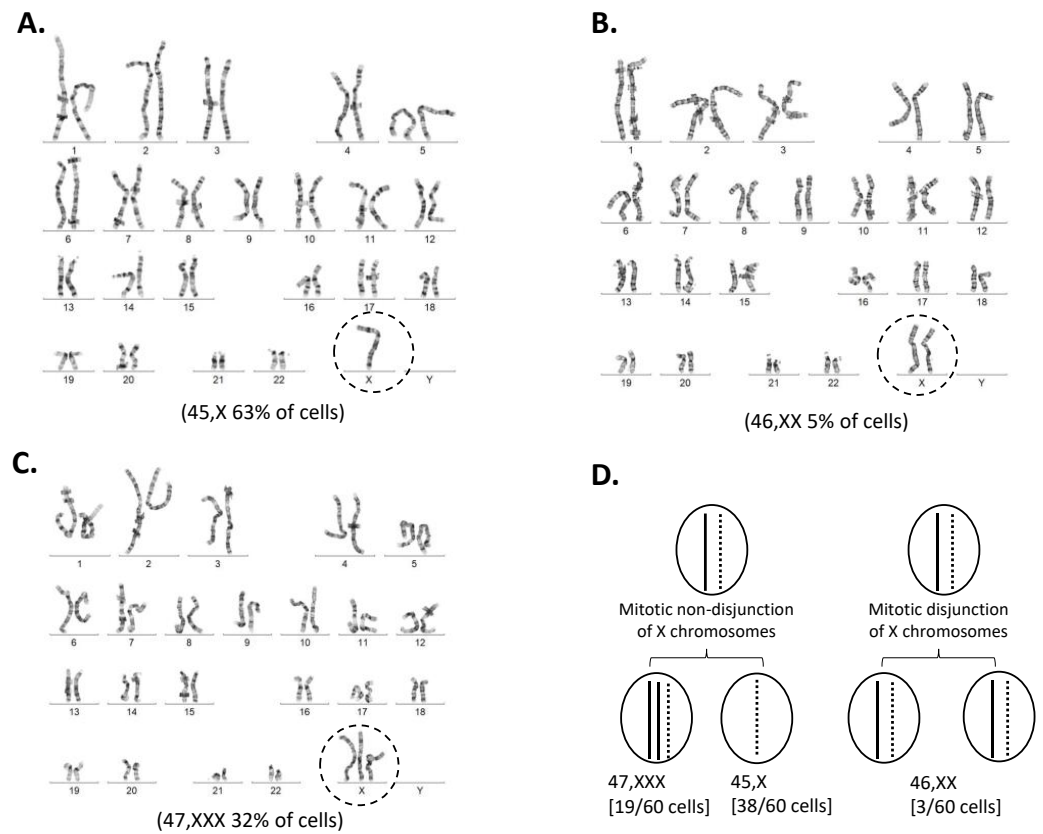 A.
1 2 3 4 5
6 7 8 9 10 11 12
13 14 15 16 17 18
19 20 21 22 X Y
(45,X 63% of cells)
B.
1 2 3 4 5
6 7 8 9 10 11 12
13 14 15 16 17 18
19 20 21 22 X Y
(46,XX 5% of cells)
C.
1 2 3 4 5
6 7 8 9 10 11 12
13 14 15 16 17 18
19 20 21 22 X Y
(47,XXX 32% of cells)
D.
Mitotic non-disjunction
of X chromosomes
Mitotic disjunction
of X chromosomes
47,XXX
[19/60 cells]
45,X
[38/60 cells]
46,XX
[3/60 cells]